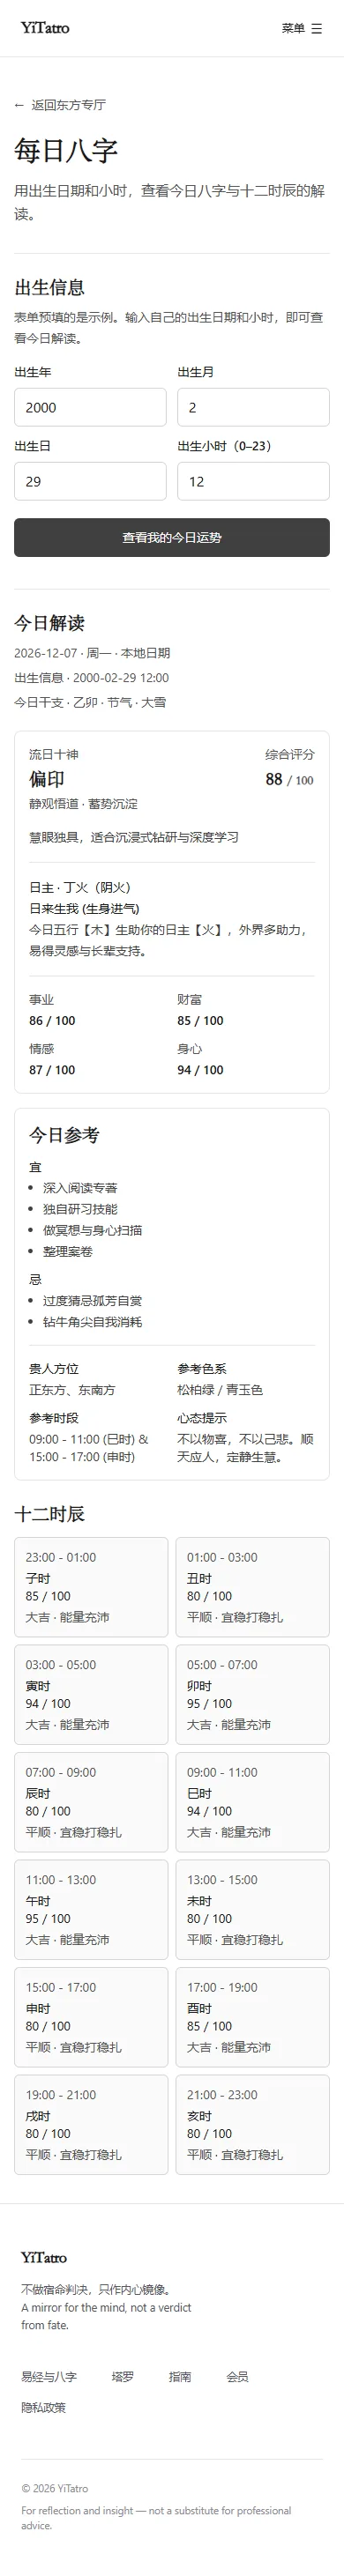 YiTatro
菜单 ☰
← 返回东方专厅
每日八字
用出生日期和小时，查看今日八字与十二时辰的解
读。
出生信息
表单预填的是示例。输入自己的出生日期和小时，即可查
看今日解读。
出生年 出生月
2000 2
出生日 出生小时（0–23）
29 12
查看我的今日运势
今日解读
2026-12-07 · 周一 · 本地日期
出生信息 · 2000-02-29 12:00
今日干支 · 乙卯 · 节气 · 大雪
流日十神 综合评分
偏印 88 / 100
静观悟道 · 蓄势沉淀
慧眼独具，适合沉浸式钻研与深度学习
日主 · 丁火（阴火）
日来生我 (生身进气)
今日五行【木】生助你的日主【火】，外界多助力，
易得灵感与长辈支持。
事业 财富
86 / 100 85 / 100
情感 身心
87 / 100 94 / 100
今日参考
宜
• 深入阅读专著
• 独自研习技能
• 做冥想与身心扫描
• 整理案卷
忌
• 过度猜忌孤芳自赏
• 钻牛角尖自我消耗
贵人方位 参考色系
正东方、东南方 松柏绿 / 青玉色
参考时段 心态提示
09:00 - 11:00 (巳时) & 不以物喜，不以己悲。顺
15:00 - 17:00 (申时) 天应人，定静生慧。
十二时辰
23:00 - 01:00 01:00 - 03:00
子时 丑时
85 / 100 80 / 100
大吉 · 能量充沛 平顺 · 宜稳打稳扎
03:00 - 05:00 05:00 - 07:00
寅时 卯时
94 / 100 95 / 100
大吉 · 能量充沛 大吉 · 能量充沛
07:00 - 09:00 09:00 - 11:00
辰时 巳时
80 / 100 94 / 100
平顺 · 宜稳打稳扎 大吉 · 能量充沛
11:00 - 13:00 13:00 - 15:00
午时 未时
95 / 100 80 / 100
大吉 · 能量充沛 平顺 · 宜稳打稳扎
15:00 - 17:00 17:00 - 19:00
申时 酉时
80 / 100 85 / 100
平顺 · 宜稳打稳扎 大吉 · 能量充沛
19:00 - 21:00 21:00 - 23:00
戌时 亥时
80 / 100 80 / 100
平顺 · 宜稳打稳扎 平顺 · 宜稳打稳扎
YiTatro
不做宿命判决，只作内心镜像。
A mirror for the mind, not a verdict
from fate.
易经与八字 塔罗 指南 会员
隐私政策
© 2026 YiTatro
For reflection and insight — not a substitute for professional
advice.